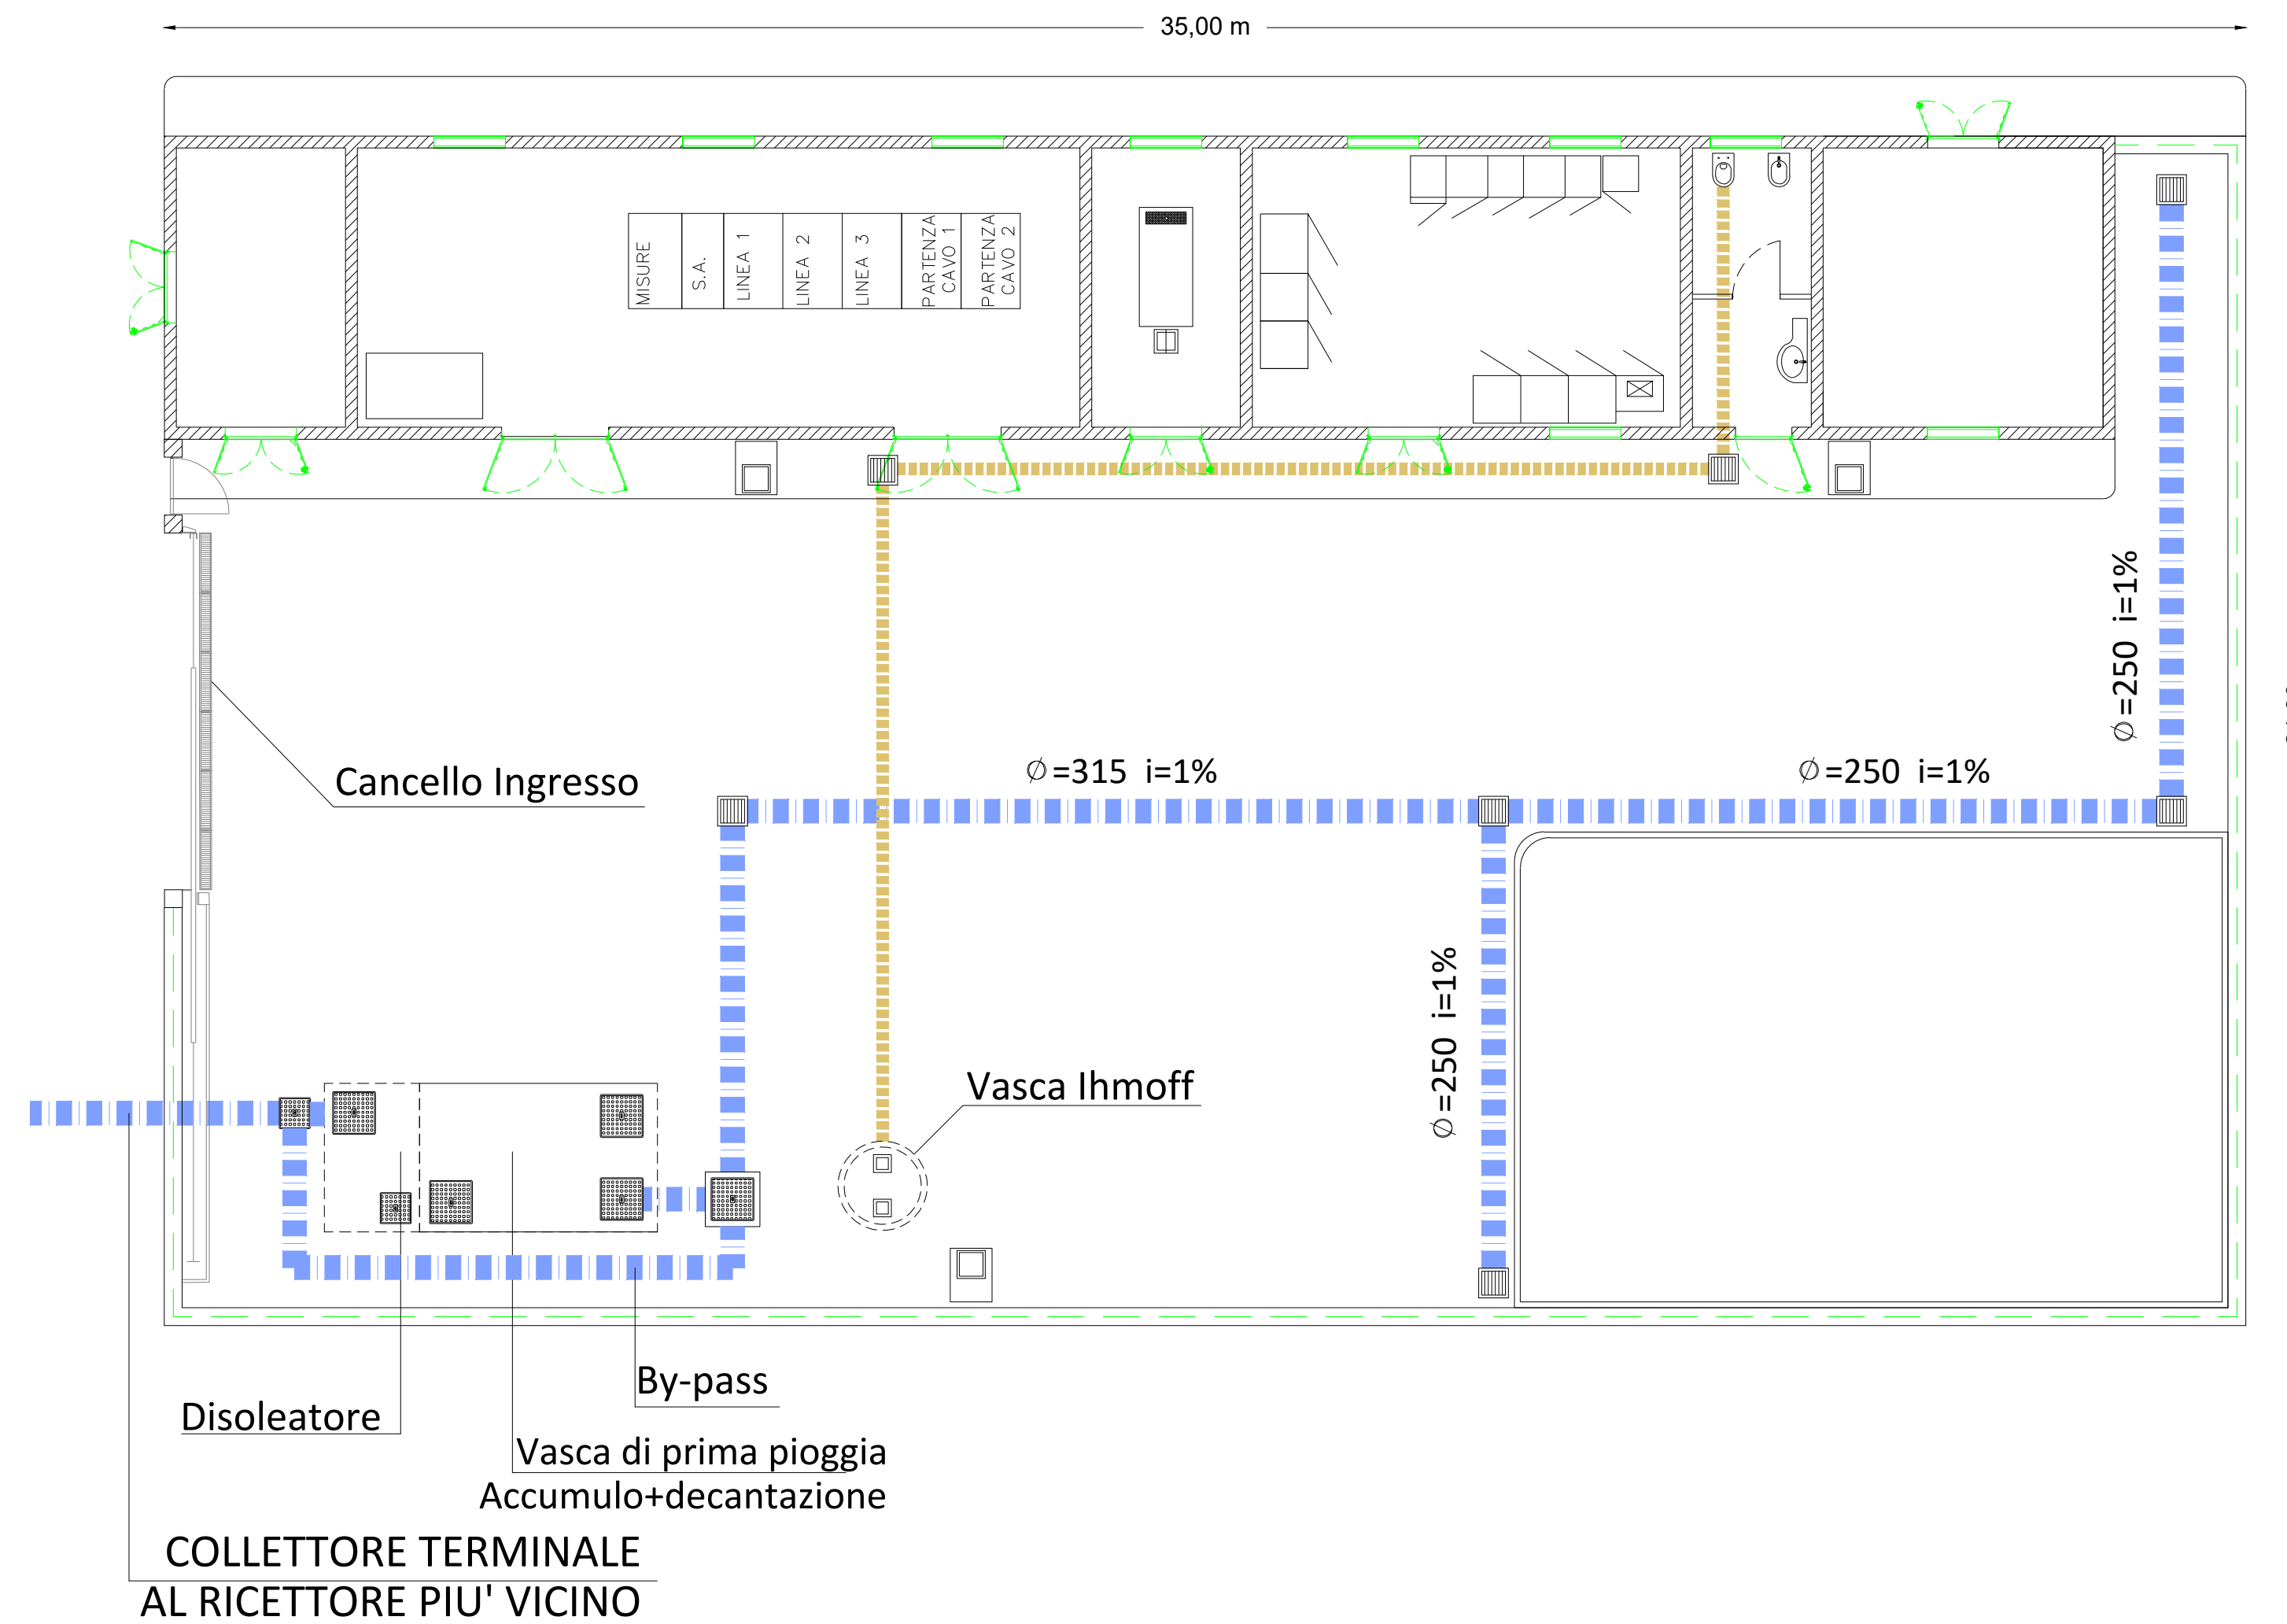 35,00 m
MISURE
S.A.
LINEA 1
LINEA 2
LINEA 3
PARTENZA
CAVO 1
PARTENZA
CAVO 2
∅=250 i=1%
Cancello Ingresso
∅=315 i=1%
∅=250 i=1%
∅=250 i=1%
Vasca Ihmoff
By-pass
Disoleatore
Vasca di prima pioggia
Accumulo+decantazione
COLLETTORE TERMINALE
AL RICETTORE PIU' VICINO